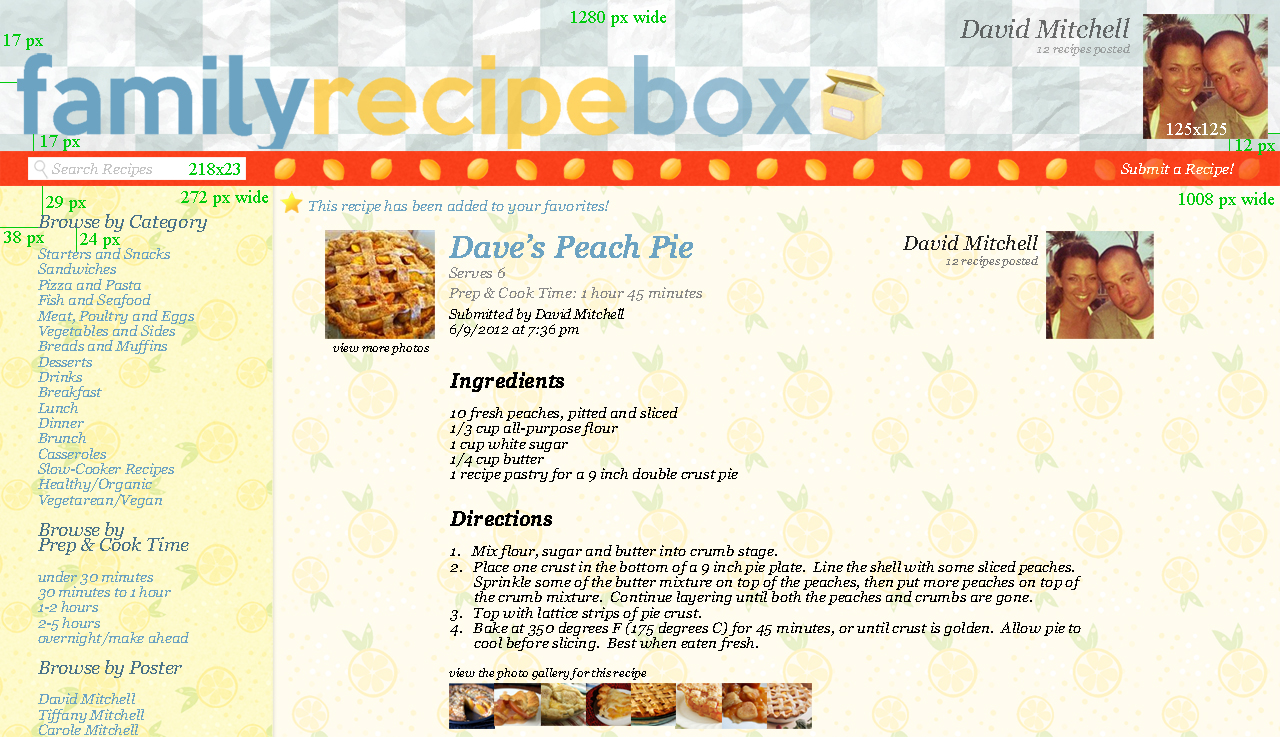 1280 px wide
17 px
David Mitchell
12 recipes posted
familyrecipebox
125x125
17 px
12 px
Search Recipes
218x23
Submit a Recipe!
29 px
272 px wide
1008 px wide
Browse by Category
38 px
24 px
Starters and Snacks
Sandwiches
Pizza and Pasta
Fish and Seafood
Meat, Poultry and Eggs
Vegetables and Sides
Breads and Muffins
Desserts
Drinks
Breakfast
Lunch
Dinner
Brunch
Casseroles
Slow-Cooker Recipes
Healthy/Organic
Vegetarean/Vegan
Browse by
Prep & Cook Time
under 30 minutes
30 minutes to 1 hour
1-2 hours
2-5 hours
overnight/make ahead
Browse by Poster
David Mitchell
Tiffany Mitchell
Carole Mitchell
This recipe has been added to your favorites!
Dave's Peach Pie
Serves 6
Prep & Cook Time: 1 hour 45 minutes
Submitted by David Mitchell
6/9/2012 at 7:36 pm
view more photos
David Mitchell
12 recipes posted
Ingredients
10 fresh peaches, pitted and sliced
1/3 cup all-purpose flour
1 cup white sugar
1/4 cup butter
1 recipe pastry for a 9 inch double crust pie
Directions
1. Mix flour, sugar and butter into crumb stage.
2. Place one crust in the bottom of a 9 inch pie plate. Line the shell with some sliced peaches.
Sprinkle some of the butter mixture on top of the peaches, then put more peaches on top of
the crumb mixture. Continue layering until both the peaches and crumbs are gone.
3. Top with lattice strips of pie crust.
4. Bake at 350 degrees F (175 degrees C) for 45 minutes, or until crust is golden. Allow pie to
cool before slicing. Best when eaten fresh.
view the photo gallery for this recipe